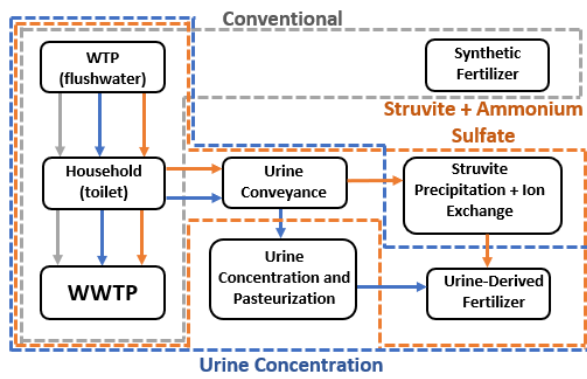 Conventional
WTP
(flushwater)
Synthetic
Fertilizer
Struvite + Ammonium
Sulfate
Household
(toilet)
Urine
Conveyance
Struvite
Precipitation + Ion
Exchange
WWTP
Urine
Concentration and
Pasteurization
Urine-Derived
Fertilizer
Urine Concentration